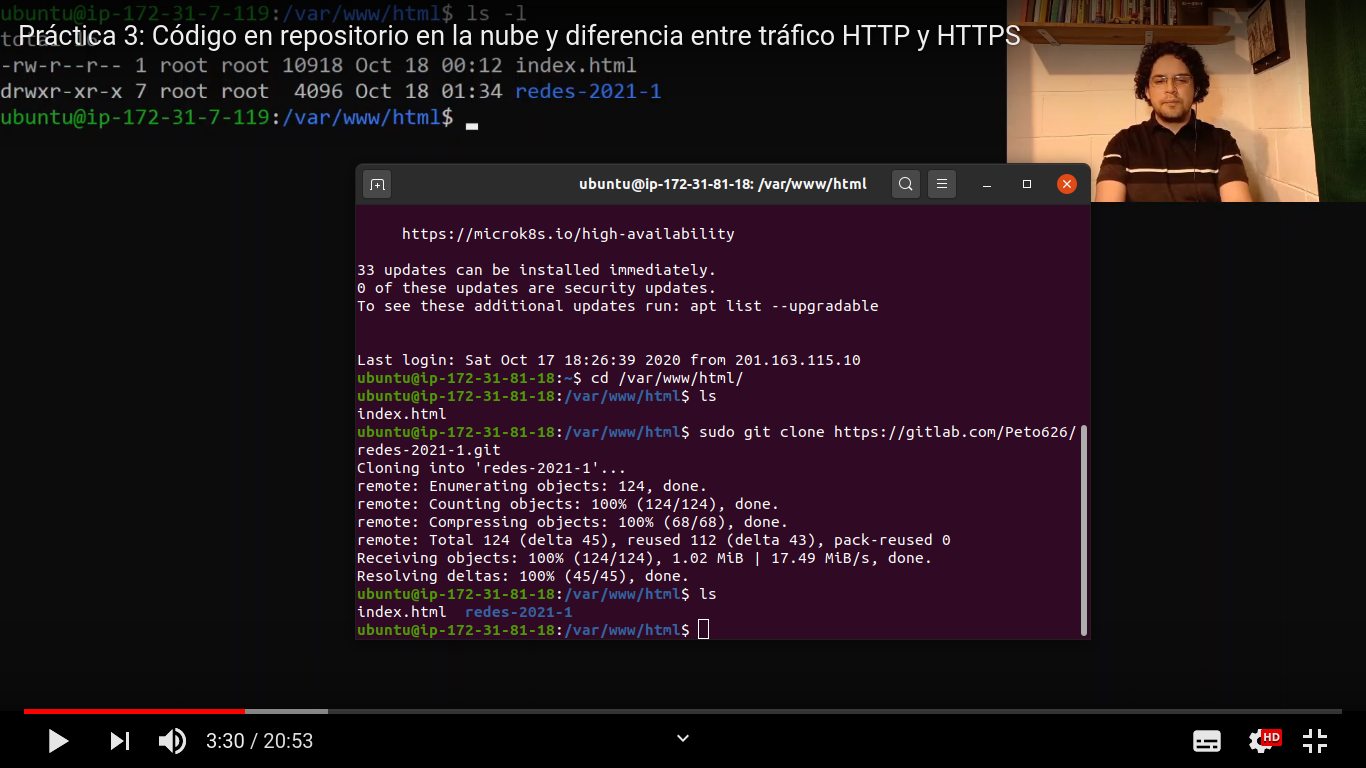 ubuntu@ip-172-31-7-119:/var/www/html$ ls -l
Práctica 3: Código en repositorio en la nube y diferencia entre tráfico HTTP y HTTPS
-rw-r--r-- 1 root root 10918 Oct 18 00:12 index.html
drwxr-xr-x 7 root root  4096 Oct 18 01:34 redes-2021-1
ubuntu@ip-172-31-7-119:/var/www/html$
ubuntu@ip-172-31-81-18: /var/www/html
https://microk8s.io/high-availability
33 updates can be installed immediately.
0 of these updates are security updates.
To see these additional updates run: apt list --upgradable
Last login: Sat Oct 17 18:26:39 2020 from 201.163.115.10
ubuntu@ip-172-31-81-18:~$ cd /var/www/html/
ubuntu@ip-172-31-81-18:/var/www/html$ ls
index.html
ubuntu@ip-172-31-81-18:/var/www/html$ sudo git clone https://gitlab.com/Peto626/
redes-2021-1.git
Cloning into 'redes-2021-1'...
remote: Enumerating objects: 124, done.
remote: Counting objects: 100% (124/124), done.
remote: Compressing objects: 100% (68/68), done.
remote: Total 124 (delta 45), reused 112 (delta 43), pack-reused 0
Receiving objects: 100% (124/124), 1.02 MiB | 17.49 MiB/s, done.
Resolving deltas: 100% (45/45), done.
ubuntu@ip-172-31-81-18:/var/www/html$ ls
index.html  redes-2021-1
ubuntu@ip-172-31-81-18:/var/www/html$
3:30 / 20:53
HD